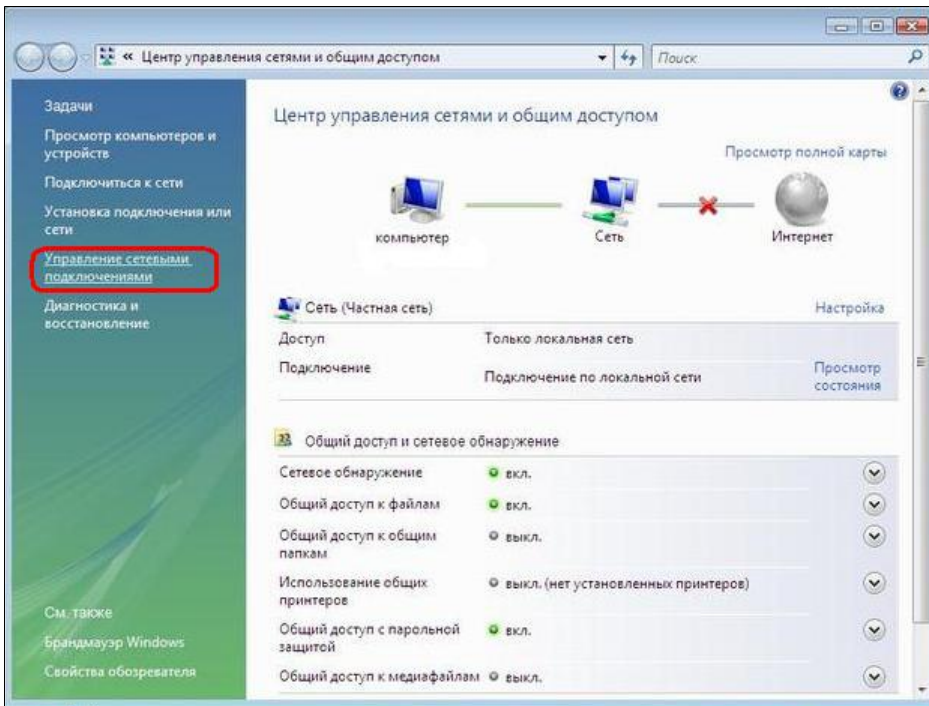 « Центр управления сетями и общим доступом
Поиск
Задачи
Просмотр компьютеров и
устройств
Подключиться к сети
Установка подключения или
сети
Управление сетевыми
подключениями
Диагностика и
восстановление
См. также
Брандмауэр Windows
Свойства обозревателя
Центр управления сетями и общим доступом
Просмотр полной карты
компьютер
Сеть
Интернет
Сеть (Частная сеть)
Настройка
Доступ
Только локальная сеть
Подключение
Подключение по локальной сети
Просмотр
состояния
Общий доступ и сетевое обнаружение
Сетевое обнаружение
вкл.
Общий доступ к файлам
вкл.
Общий доступ к общим
папкам
выкл.
Использование общих
принтеров
выкл. (нет установленных принтеров)
Общий доступ с парольной
защитой
вкл.
Общий доступ к медиафайлам
выкл.